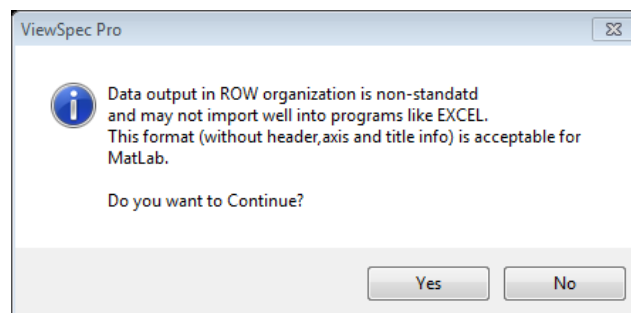 ViewSpec Pro
Data output in ROW organization is non-standatd
and may not import well into programs like EXCEL.
This format (without header,axis and title info) is acceptable for
MatLab.
Do you want to Continue?
Yes
No